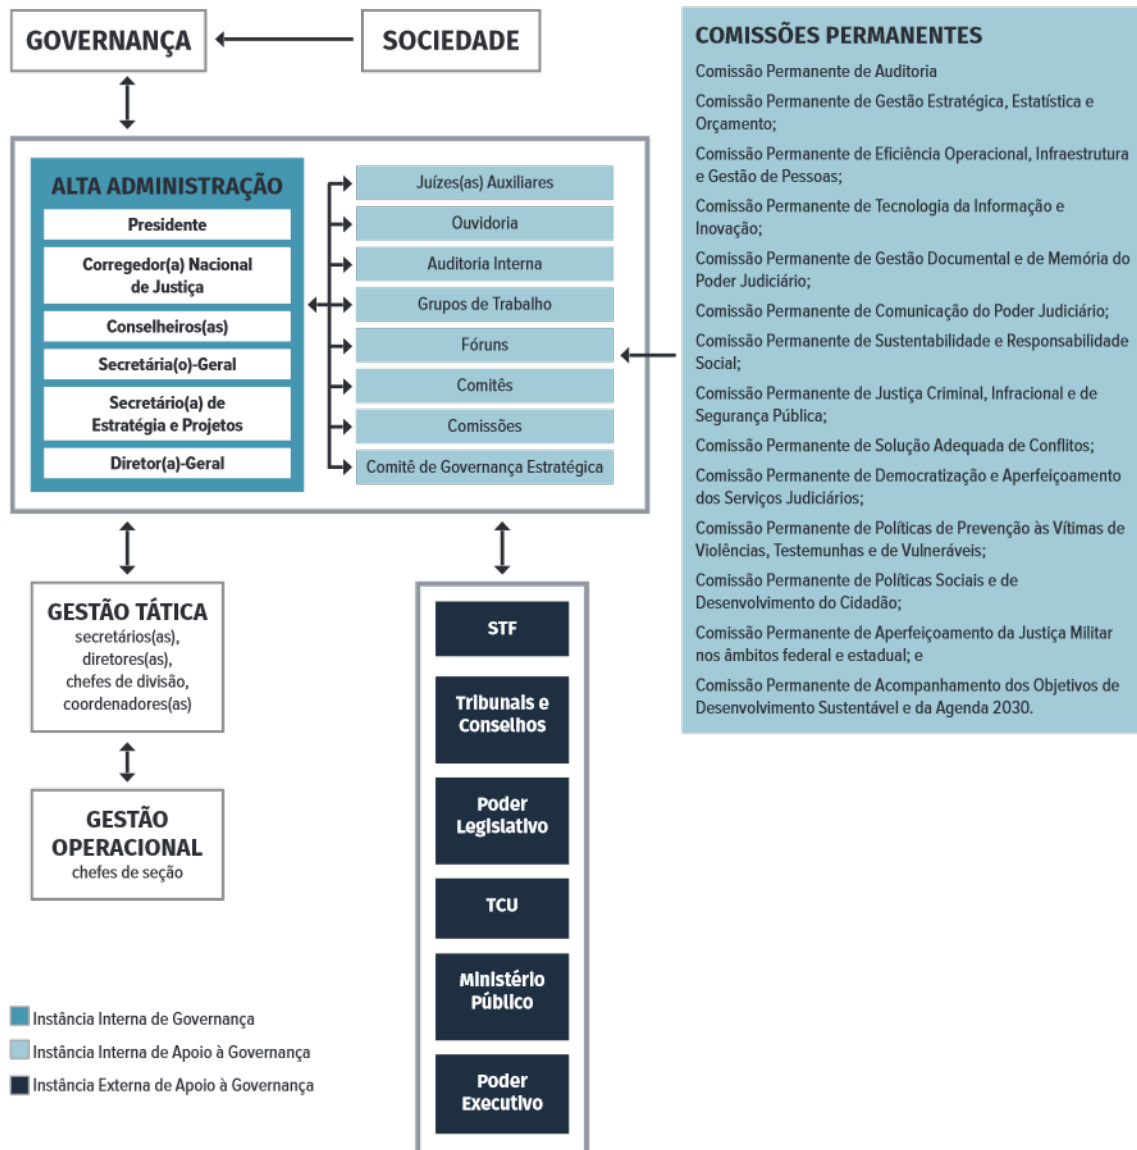 GOVERNANÇA
SOCIEDADE
ALTA ADMINISTRAÇÃO
Presidente
Corregedor(a) Nacional
de Justiça
Conselheiros(as)
Secretária(o)-Geral
Secretário(a) de
Estratégia e Projetos
Diretor(a)-Geral
Juízes(as) Auxiliares
Ouvidoria
Auditoria Interna
Grupos de Trabalho
Fóruns
Comitês
Comissões
Comitê de Governança Estratégica
COMISSÕES PERMANENTES
Comissão Permanente de Auditoria
Comissão Permanente de Gestão Estratégica, Estatística e
Orçamento;
Comissão Permanente de Eficiência Operacional, Infraestrutura
e Gestão de Pessoas;
Comissão Permanente de Tecnologia da Informação e
Inovação;
Comissão Permanente de Gestão Documental e de Memória do
Poder Judiciário;
Comissão Permanente de Comunicação do Poder Judiciário;
Comissão Permanente de Sustentabilidade e Responsabilidade
Social;
Comissão Permanente de Justiça Criminal, Infracional e de
Segurança Pública;
Comissão Permanente de Solução Adequada de Conflitos;
Comissão Permanente de Democratização e Aperfeiçoamento
dos Serviços Judiciários;
Comissão Permanente de Políticas de Prevenção às Vítimas de
Violências, Testemunhas e de Vulneráveis;
Comissão Permanente de Políticas Sociais e de
Desenvolvimento do Cidadão;
Comissão Permanente de Aperfeiçoamento da Justiça Militar
nos âmbitos federal e estadual; e
Comissão Permanente de Acompanhamento dos Objetivos de
Desenvolvimento Sustentável e da Agenda 2030.
GESTÃO TÁTICA
secretários(as),
diretores(as),
chefes de divisão,
coordenadores(as)
GESTÃO
OPERACIONAL
chefes de seção
STF
Tribunais e
Conselhos
Poder
Legislativo
TCU
Ministério
Público
Poder
Executivo
Instância Interna de Governança
Instância Interna de Apoio à Governança
Instância Externa de Apoio à Governança